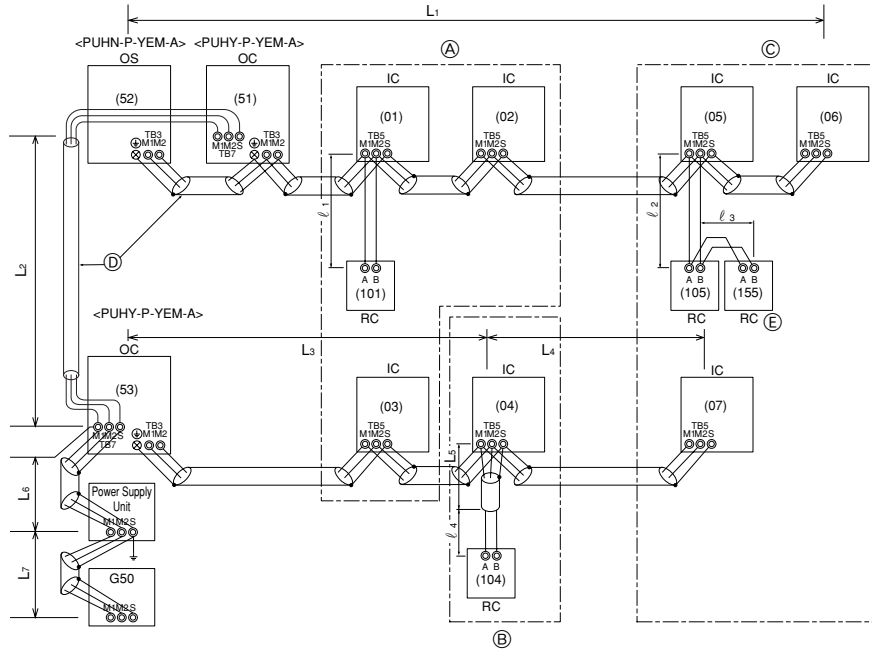 L1
<PUHN-P-YEM-A> <PUHY-P-YEM-A>
OS OC
Ⓐ Ⓒ
IC IC IC IC
(52) (51) (01) (02) (05) (06)
TB3 TB3 TB5 TB5 TB5 TB5
M1M2 M1M2S M1M2 M1M2S M1M2S M1M2S M1M2S
TB7
L2
ℓ1 ℓ2 ℓ3
Ⓓ
A B A B A B
(101) (105) (155)
RC RC RC Ⓔ
<PUHY-P-YEM-A>
OC
L3 L4
IC IC IC
(53) (03) (04) (07)
TB3 TB5 TB5 TB5
M1M2S M1M2 M1M2S M1M2S M1M2S
TB7
L5
L6
Power Supply
Unit
M1M2S
ℓ4
A B
(104)
RC
L7
G50
M1M2S
Ⓑ